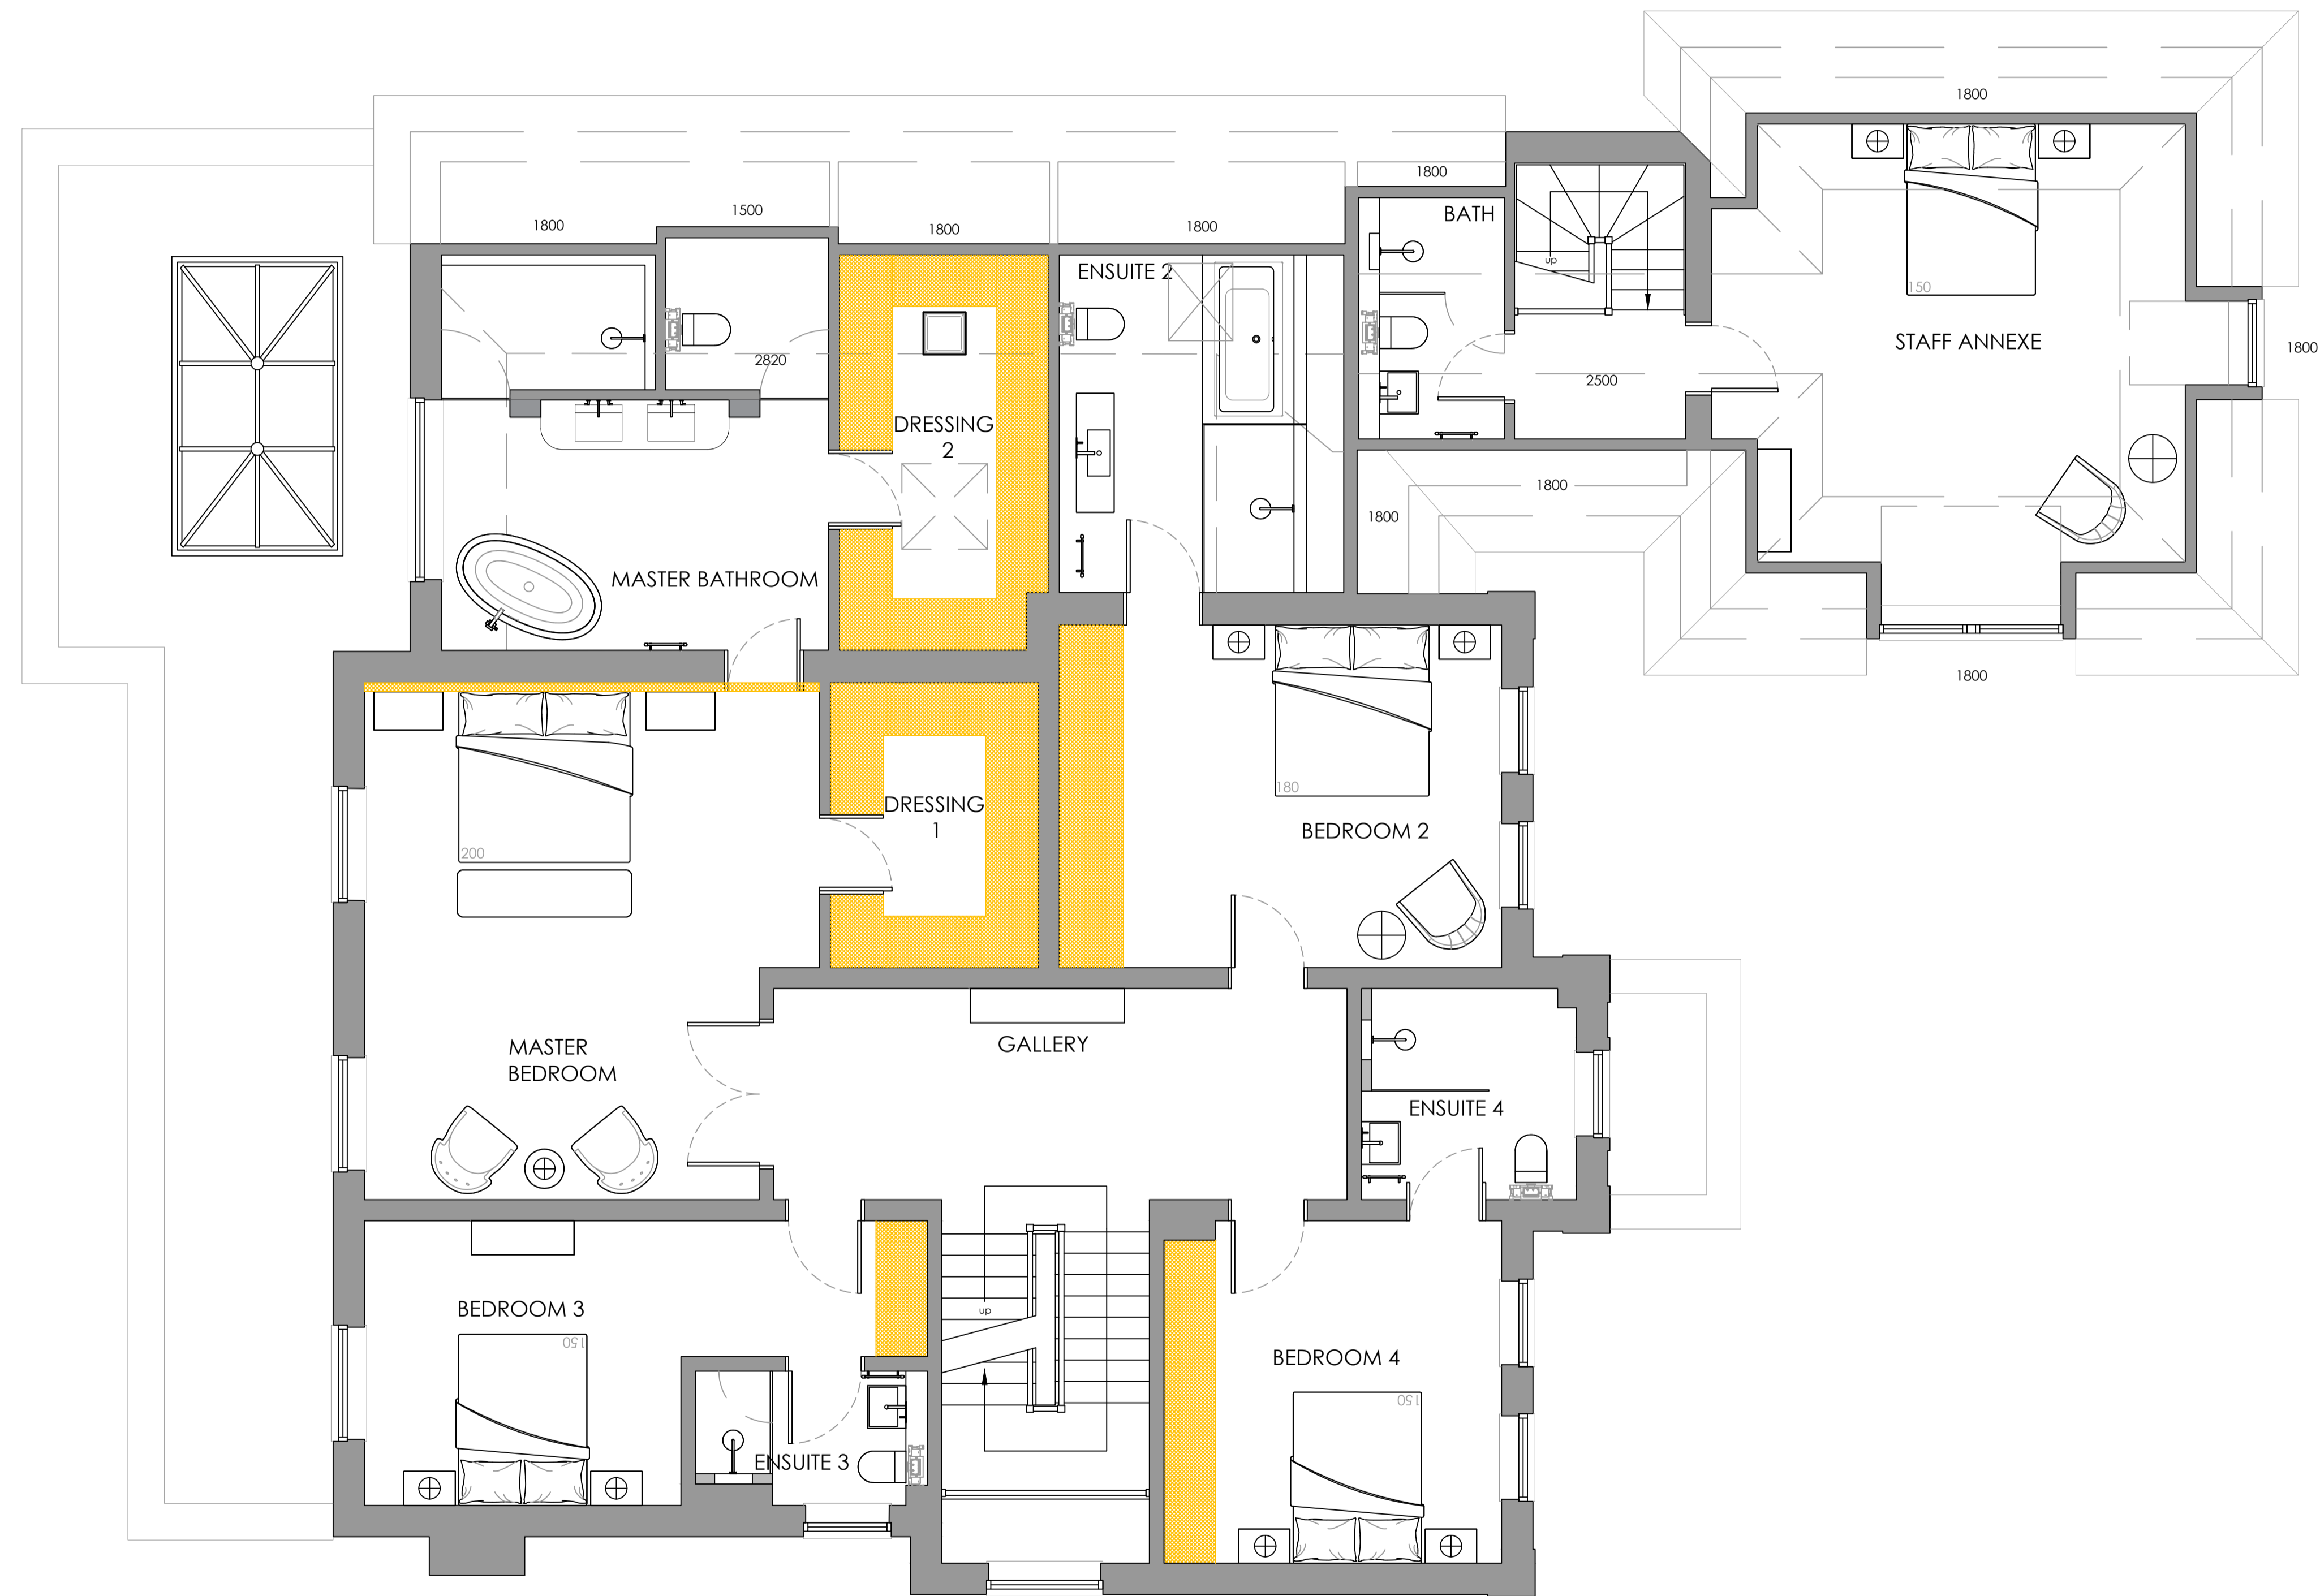 1800
1800
1500
1800
1800
1800
BATH
ENSUITE 2
up
150
STAFF ANNEXE
1800
2820
2500
DRESSING
2
1800
1800
MASTER BATHROOM
1800
200
DRESSING
1
180
BEDROOM 2
MASTER
BEDROOM
GALLERY
ENSUITE 4
BEDROOM 3
up
150
BEDROOM 4
150
ENSUITE 3